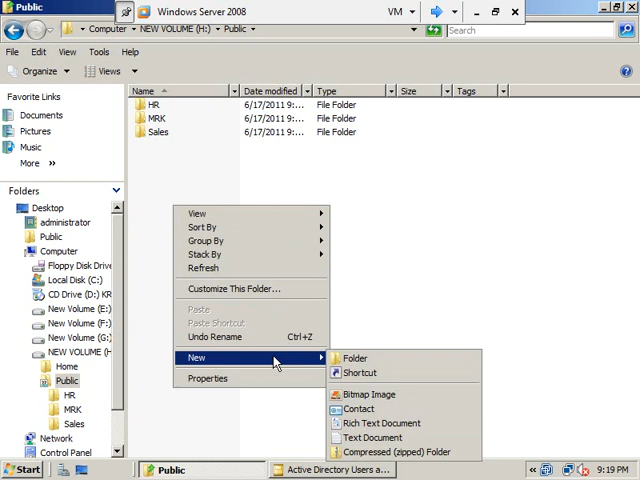 Public
Windows Server 2008
VM
Computer
NEW VOLUME (H:)
Public
Search
File
Edit
View
Tools
Help
Organize
Views
Favorite Links
Documents
Pictures
Music
More »
Folders
Desktop
administrator
Public
Computer
Floppy Disk Drive
Local Disk (C:)
CD Drive (D:) KR
New Volume (E:)
New Volume (F:)
New Volume (G:)
NEW VOLUME (H
Home
Public
HR
MRK
Sales
Network
Control Panel
Name
Date modified
Type
Size
Tags
HR
6/17/2011 9:...
File Folder
MRK
6/17/2011 9:...
File Folder
Sales
6/17/2011 9:...
File Folder
View
Sort By
Group By
Stack By
Refresh
Customize This Folder...
Paste
Paste Shortcut
Undo Rename
Ctrl+Z
New
Properties
Folder
Shortcut
Bitmap Image
Contact
Rich Text Document
Text Document
Compressed (zipped) Folder
Start
Public
Active Directory Users a...
9:19 PM